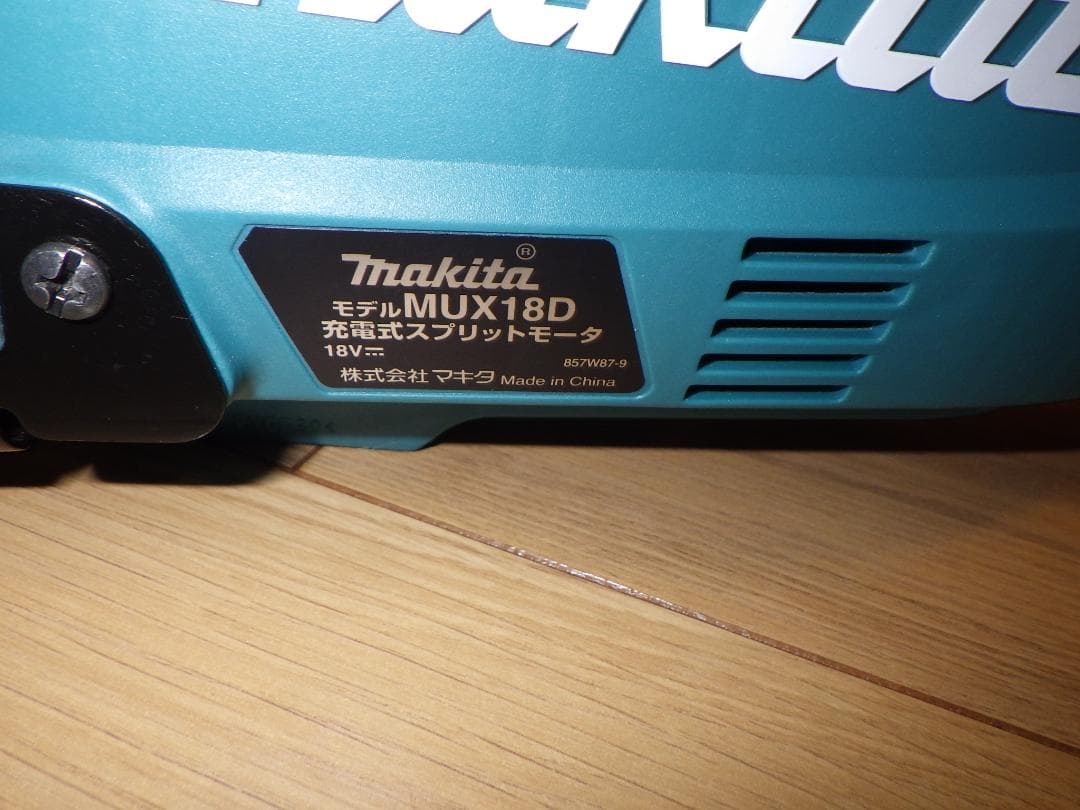 makita
makita®
モデルMUX18D
充電式スプリットモータ
18V⎓
857W87-9
株式会社マキタ Made in China